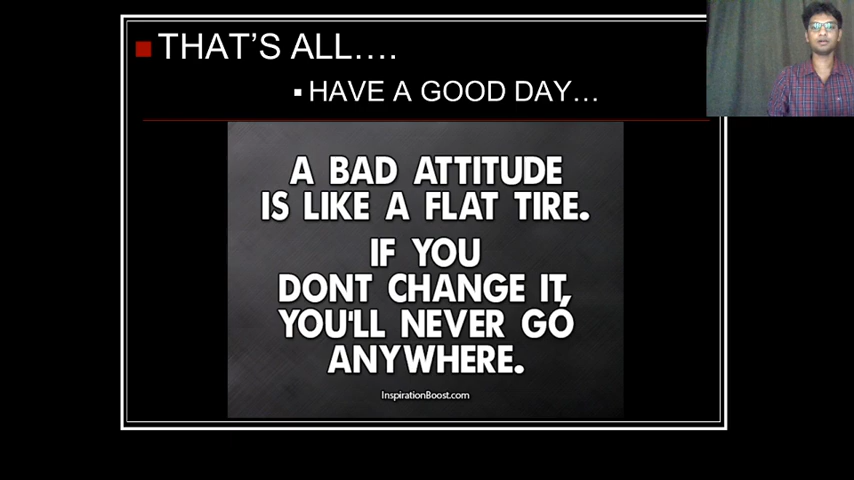 THAT'S ALL….
HAVE A GOOD DAY…
A BAD ATTITUDE
IS LIKE A FLAT TIRE.
IF YOU
DONT CHANGE IT,
YOU'LL NEVER GO
ANYWHERE.
InspirationBoost.com